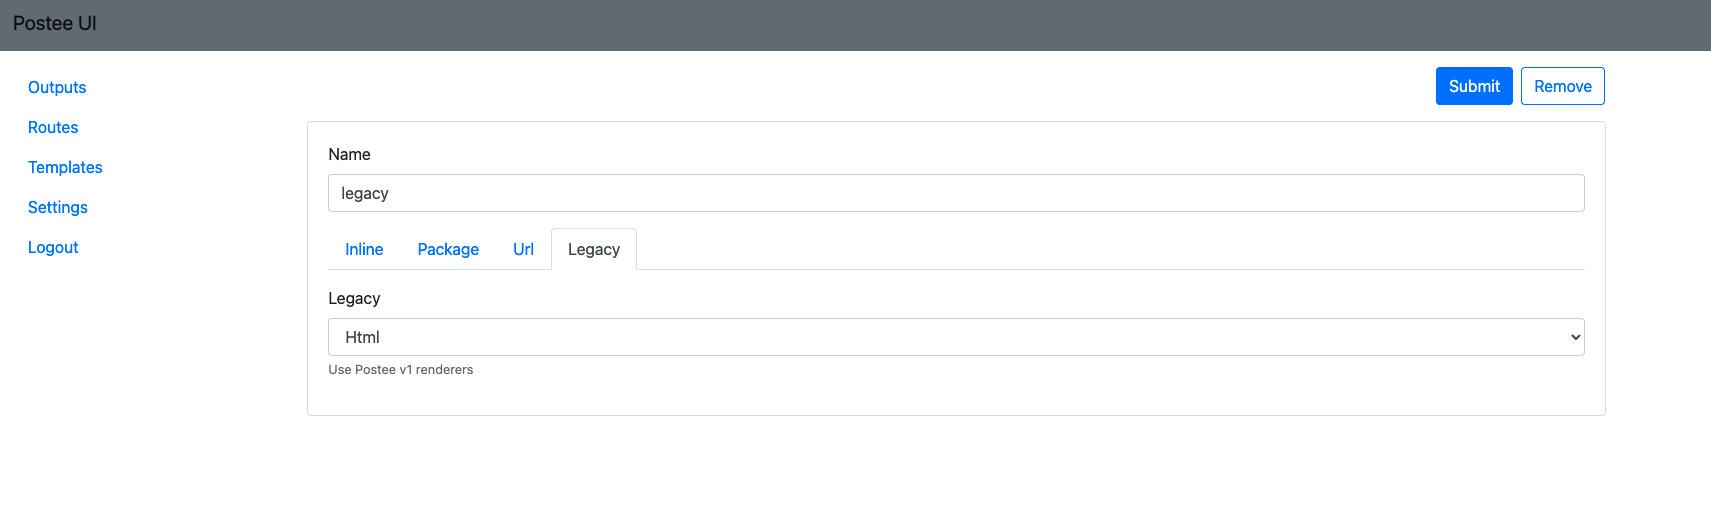 Postee UI
Outputs
Routes
Templates
Settings
Logout
Submit Remove
Name
legacy
Inline Package Url Legacy
Legacy
Html
Use Postee v1 renderers